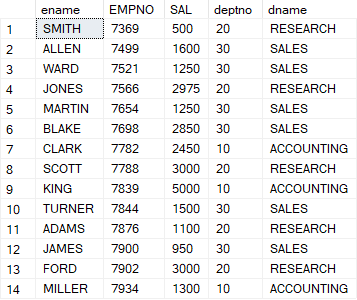 ename EMPNO SAL deptno dname
1 SMITH 7369 500 20 RESEARCH
2 ALLEN 7499 1600 30 SALES
3 WARD 7521 1250 30 SALES
4 JONES 7566 2975 20 RESEARCH
5 MARTIN 7654 1250 30 SALES
6 BLAKE 7698 2850 30 SALES
7 CLARK 7782 2450 10 ACCOUNTING
8 SCOTT 7788 3000 20 RESEARCH
9 KING 7839 5000 10 ACCOUNTING
10 TURNER 7844 1500 30 SALES
11 ADAMS 7876 1100 20 RESEARCH
12 JAMES 7900 950 30 SALES
13 FORD 7902 3000 20 RESEARCH
14 MILLER 7934 1300 10 ACCOUNTING